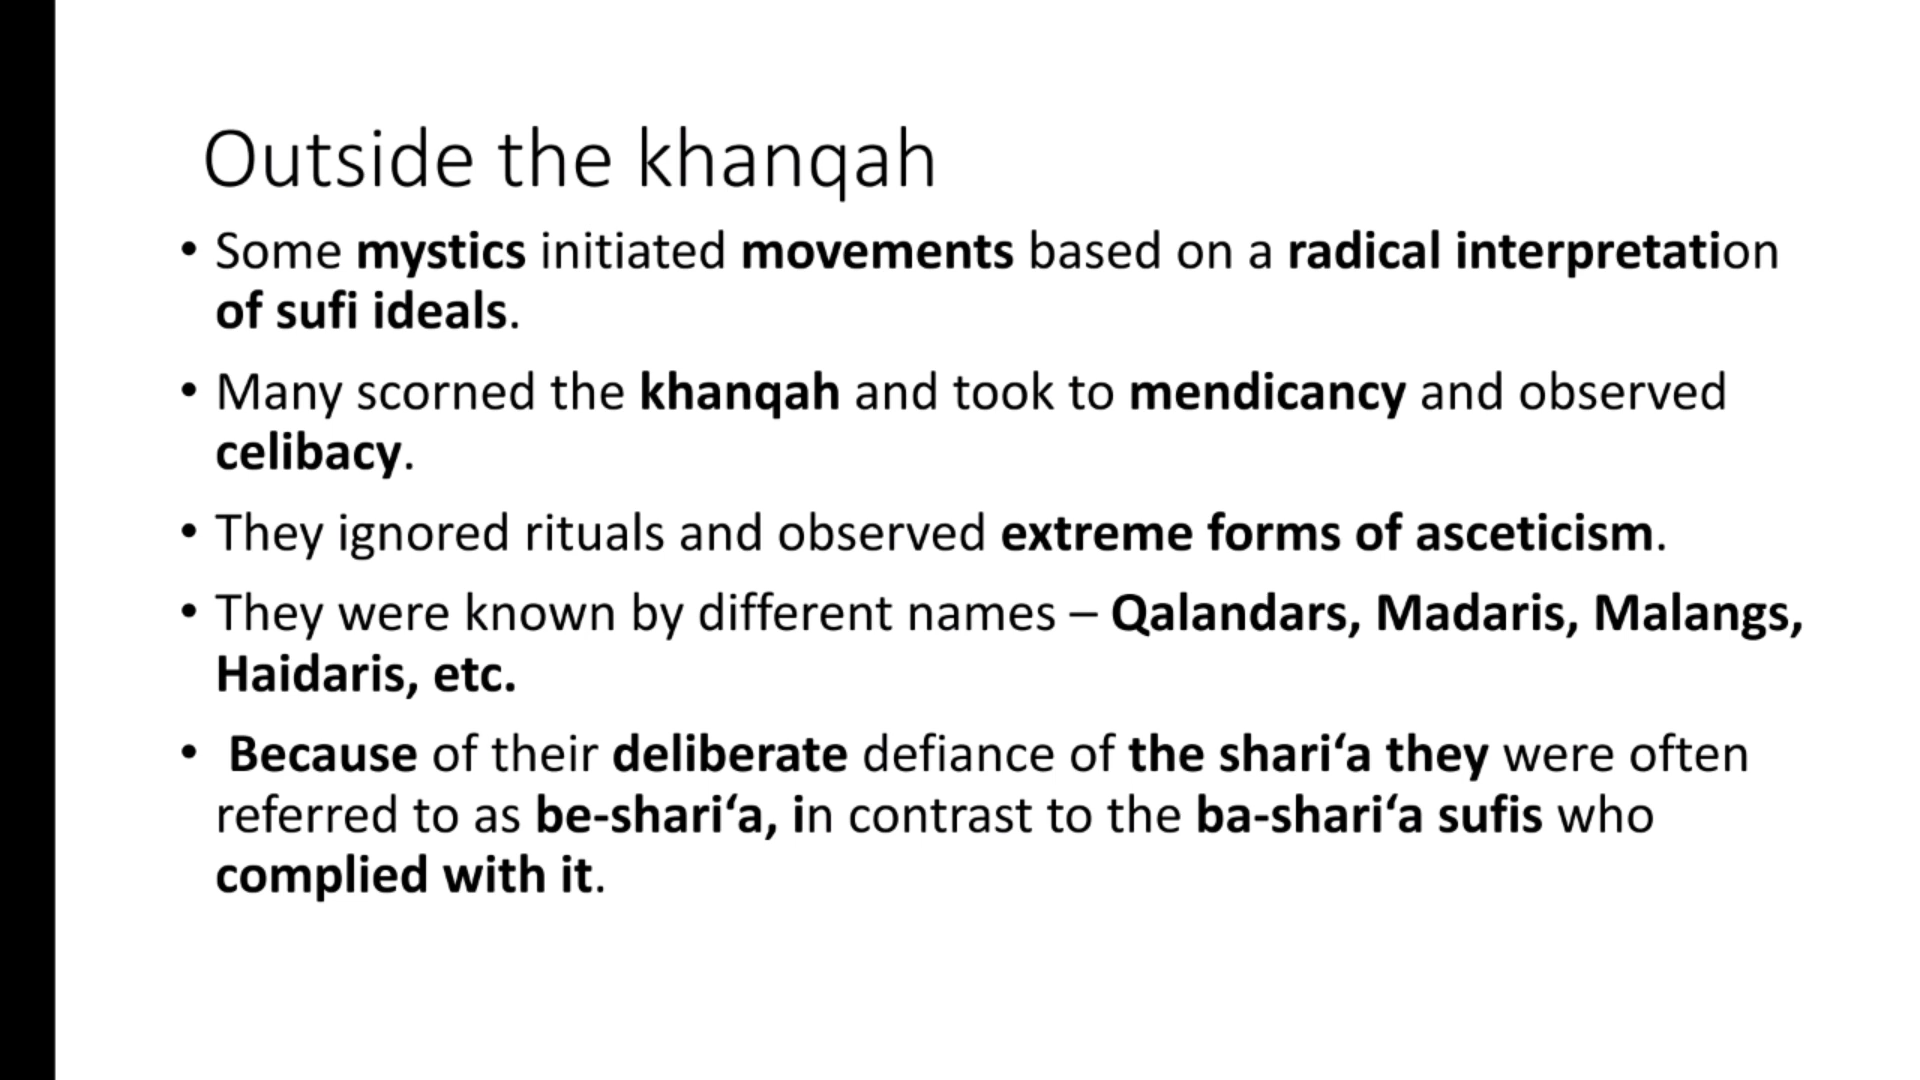 Outside the khanqah
• Some mystics initiated movements based on a radical interpretation
of sufi ideals.
• Many scorned the khanqah and took to mendicancy and observed
celibacy.
• They ignored rituals and observed extreme forms of asceticism.
• They were known by different names – Qalandars, Madaris, Malangs,
Haidaris, etc.
• Because of their deliberate defiance of the shari‘a they were often
referred to as be-shari‘a, in contrast to the ba-shari‘a sufis who
complied with it.